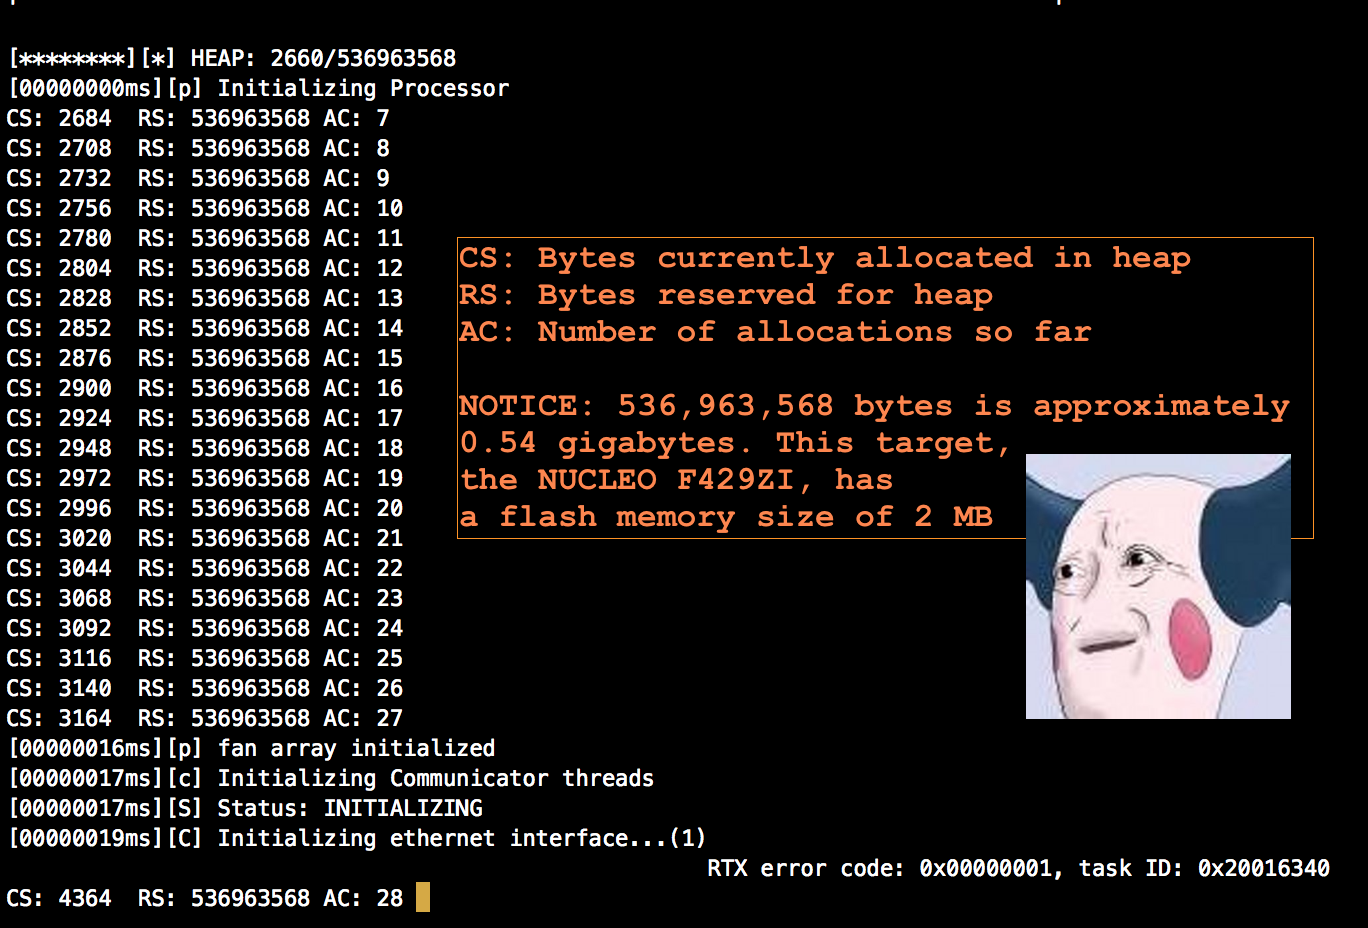 [********][*] HEAP: 2660/536963568
[00000000ms][p] Initializing Processor
CS: 2684  RS: 536963568 AC: 7
CS: 2708  RS: 536963568 AC: 8
CS: 2732  RS: 536963568 AC: 9
CS: 2756  RS: 536963568 AC: 10
CS: 2780  RS: 536963568 AC: 11
CS: 2804  RS: 536963568 AC: 12
CS: 2828  RS: 536963568 AC: 13
CS: 2852  RS: 536963568 AC: 14
CS: 2876  RS: 536963568 AC: 15
CS: 2900  RS: 536963568 AC: 16
CS: 2924  RS: 536963568 AC: 17
CS: 2948  RS: 536963568 AC: 18
CS: 2972  RS: 536963568 AC: 19
CS: 2996  RS: 536963568 AC: 20
CS: 3020  RS: 536963568 AC: 21
CS: 3044  RS: 536963568 AC: 22
CS: 3068  RS: 536963568 AC: 23
CS: 3092  RS: 536963568 AC: 24
CS: 3116  RS: 536963568 AC: 25
CS: 3140  RS: 536963568 AC: 26
CS: 3164  RS: 536963568 AC: 27
[00000016ms][p] fan array initialized
[00000017ms][c] Initializing Communicator threads
[00000017ms][S] Status: INITIALIZING
[00000019ms][C] Initializing ethernet interface...(1)
RTX error code: 0x00000001, task ID: 0x20016340
CS: 4364  RS: 536963568 AC: 28
CS: Bytes currently allocated in heap
RS: Bytes reserved for heap
AC: Number of allocations so far
NOTICE: 536,963,568 bytes is approximately
0.54 gigabytes. This target,
the NUCLEO F429ZI, has
a flash memory size of 2 MB